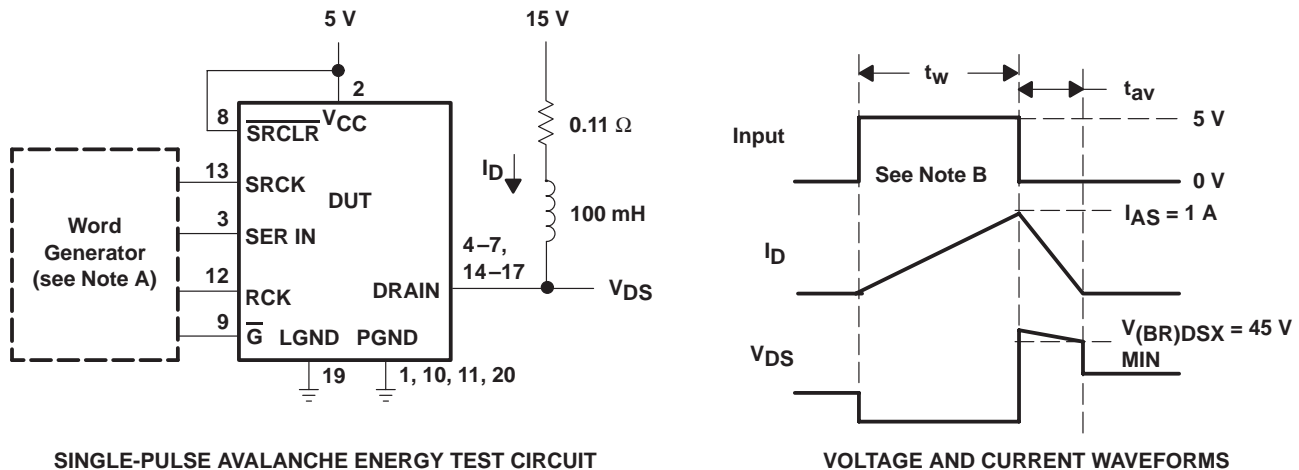 5 V
15 V
2
8
VCC
SRCLR
0.11 Ω
ID
13
SRCK
DUT
100 mH
Word
Generator
(see Note A)
3
SER IN
4–7,
14–17
12
RCK
DRAIN
VDS
9
G
LGND
PGND
19
1, 10, 11, 20
SINGLE-PULSE AVALANCHE ENERGY TEST CIRCUIT
tw
tav
Input
5 V
See Note B
0 V
IAS = 1 A
ID
V(BR)DSX = 45 V
MIN
VDS
VOLTAGE AND CURRENT WAVEFORMS